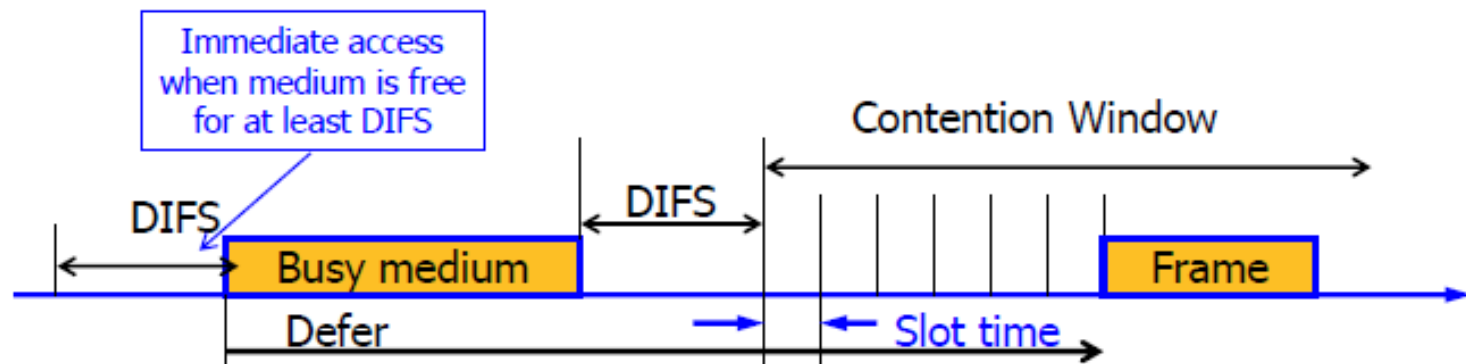 Immediate access
when medium is free
for at least DIFS
Contention Window
DIFS
DIFS
Busy medium
Frame
Defer
Slot time